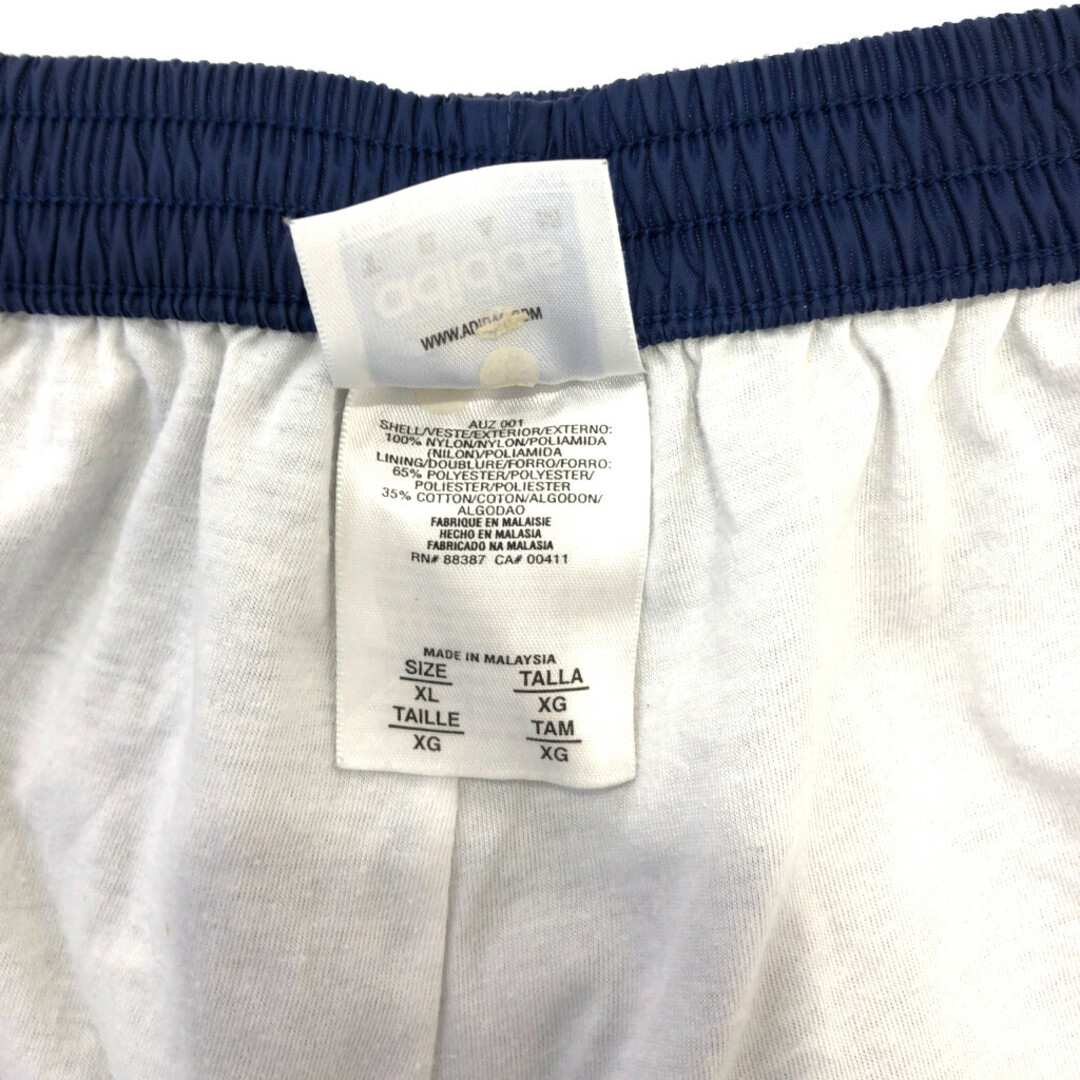 adidas
WWW.ADIDAS.COM
AUZ 001
SHELL/VESTE/EXTERIOR/EXTERNO:
100% NYLON/NYLON/POLIAMIDA
(NILON)/POLIAMIDA
LINING/DOUBLURE/FORRO/FORRO:
65% POLYESTER/POLYESTER/
POLIESTER/POLIESTER
35% COTTON/COTON/ALGODON/
ALGODAO
FABRIQUE EN MALAISIE
HECHO EN MALASIA
FABRICADO NA MALASIA
RN# 88387 CA# 00411
MADE IN MALAYSIA
SIZE TALLA
XL XG
TAILLE TAM
XG XG